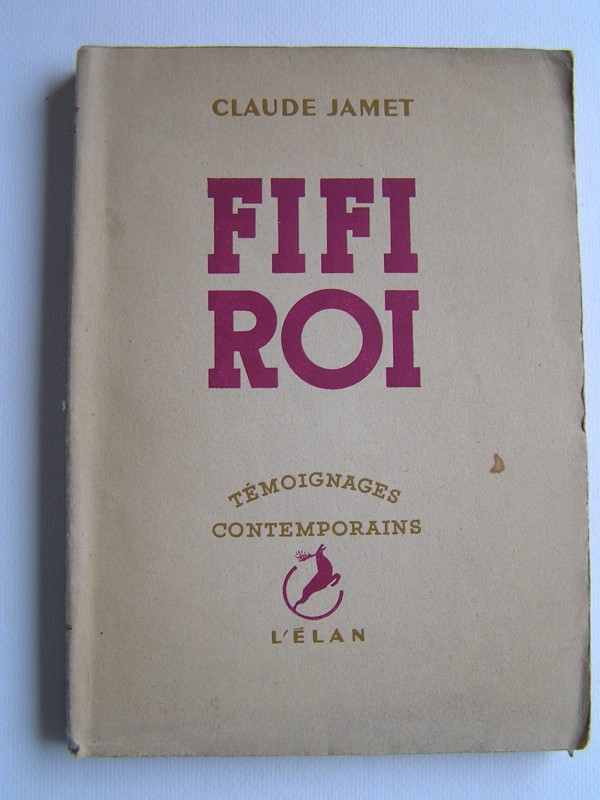 CLAUDE JAMET
FIFI
ROI
TÉMOIGNAGES
CONTEMPORAINS
L'ÉLAN